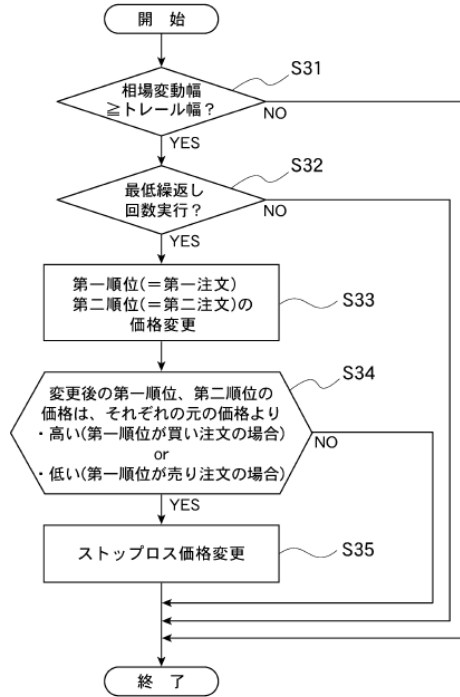 開 始
S31
相場変動幅
≧トレール幅？
NO
YES
S32
最低繰返し
回数実行？
NO
YES
第一順位(＝第一注文)
第二順位(＝第二注文)の
価格変更
S33
S34
変更後の第一順位、第二順位の
価格は、それぞれの元の価格より
・高い(第一順位が買い注文の場合)
or
・低い(第一順位が売り注文の場合)
NO
YES
ストップロス価格変更
S35
終 了